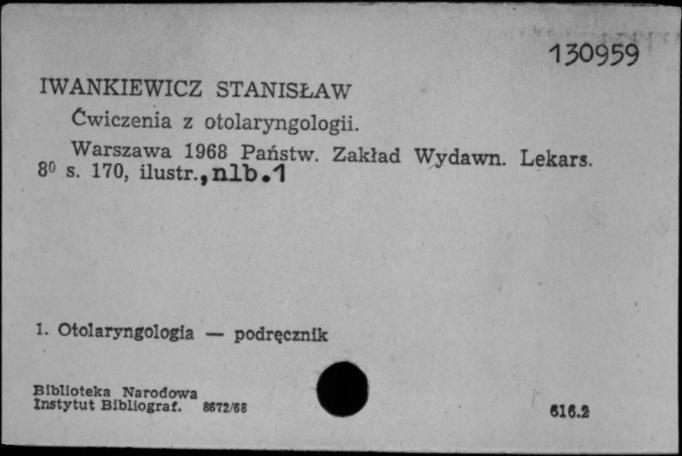 130959
IWANKIEWICZ STANISŁAW
Ćwiczenia z otolaryngologii.
Warszawa 1968 Państw. Zakład Wydawn. Lekars.
8⁰ s. 170, ilustr., nlb.1
1. Otolaryngologia — podręcznik
Biblioteka Narodowa
Instytut Bibliograf. 8672/68
616.2